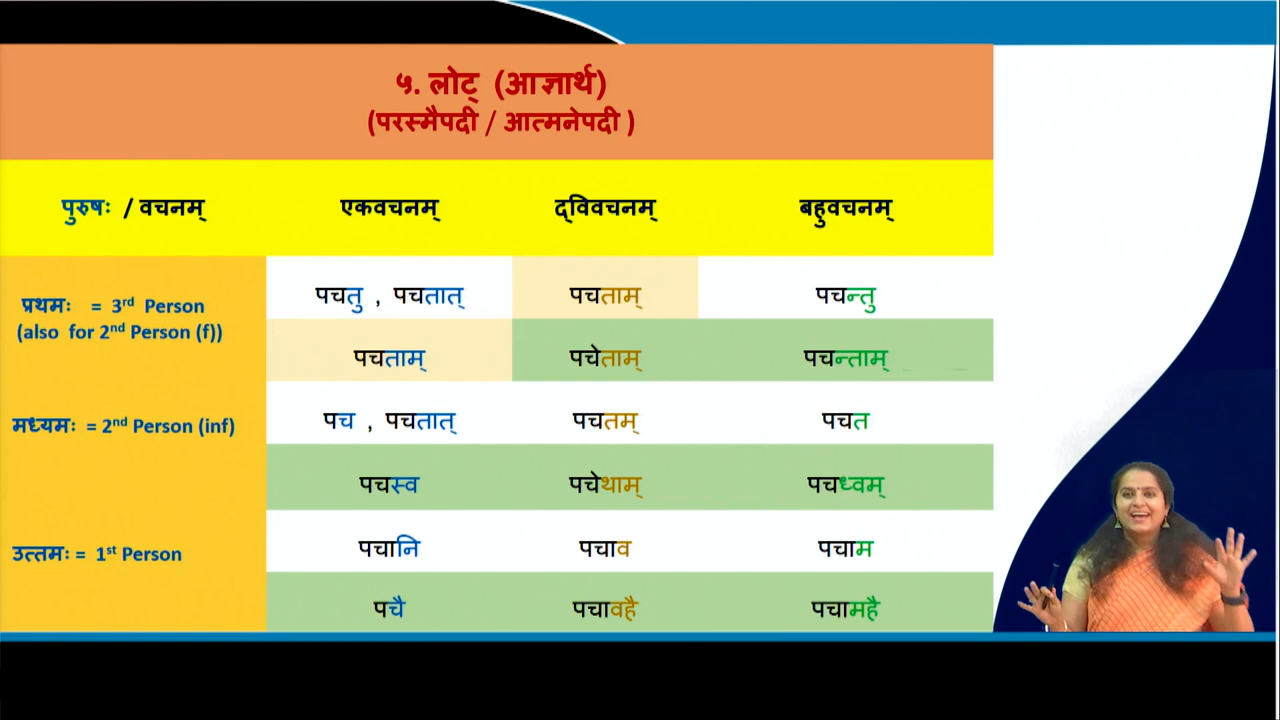 ५. लोट् (आज्ञार्थ)
(परस्मैपदी / आत्मनेपदी )
पुरुषः / वचनम् एकवचनम् द्विवचनम् बहुवचनम्
प्रथमः = 3rd Person
(also for 2nd Person (f))
पचतु , पचतात् पचताम् पचन्तु
पचताम् पचेताम् पचन्ताम्
मध्यमः = 2nd Person (inf)
पच , पचतात् पचतम् पचत
पचस्व पचेथाम् पचध्वम्
उत्तमः = 1st Person
पचानि पचाव पचाम
पचै पचावहै पचामहै